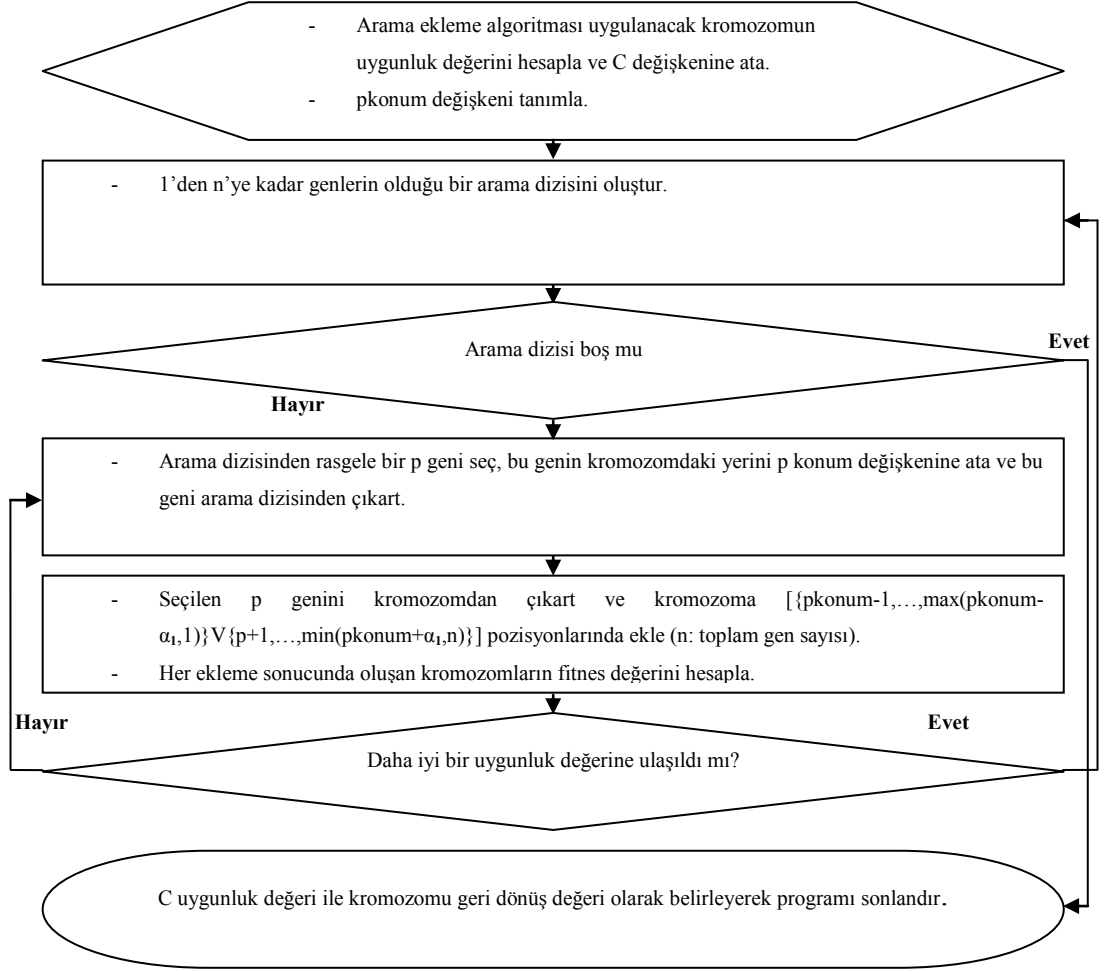 - Arama ekleme algoritması uygulanacak kromozomun
uygunluk değerini hesapla ve C değişkenine ata.
- pkonum değişkeni tanımla.
- 1’den n’ye kadar genlerin olduğu bir arama dizisini oluştur.
Arama dizisi boş mu
Evet
Hayır
- Arama dizisinden rasgele bir p geni seç, bu genin kromozomdaki yerini p konum değişkenine ata ve bu
geni arama dizisinden çıkart.
- Seçilen p genini kromozomdan çıkart ve kromozoma [{pkonum-1,…,max(pkonum-
α₁,1)}V{p+1,…,min(pkonum+α₁,n)}] pozisyonlarında ekle (n: toplam gen sayısı).
- Her ekleme sonucunda oluşan kromozomların fitnes değerini hesapla.
Hayır
Evet
Daha iyi bir uygunluk değerine ulaşıldı mı?
C uygunluk değeri ile kromozomu geri dönüş değeri olarak belirleyerek programı sonlandır.